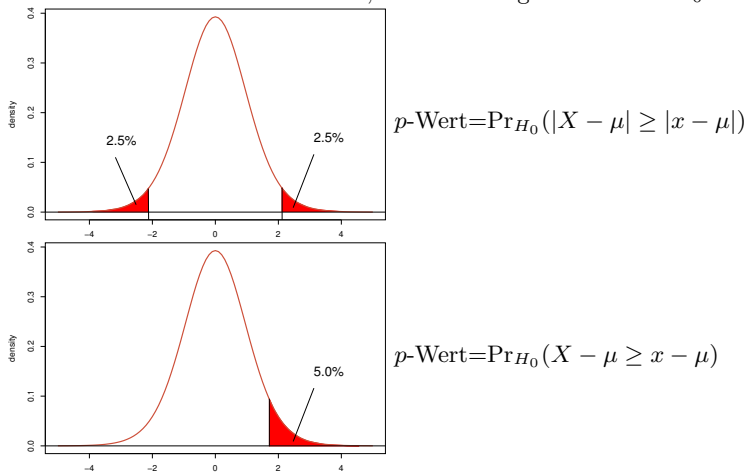 0.4
0.3
0.2
0.1
0.0
density
2.5%
2.5%
−4 −2 0 2 4
p-Wert=Pr_{H_0}(|X − μ| ≥ |x − μ|)
0.4
0.3
0.2
0.1
0.0
density
5.0%
−4 −2 0 2 4
p-Wert=Pr_{H_0}(X − μ ≥ x − μ)